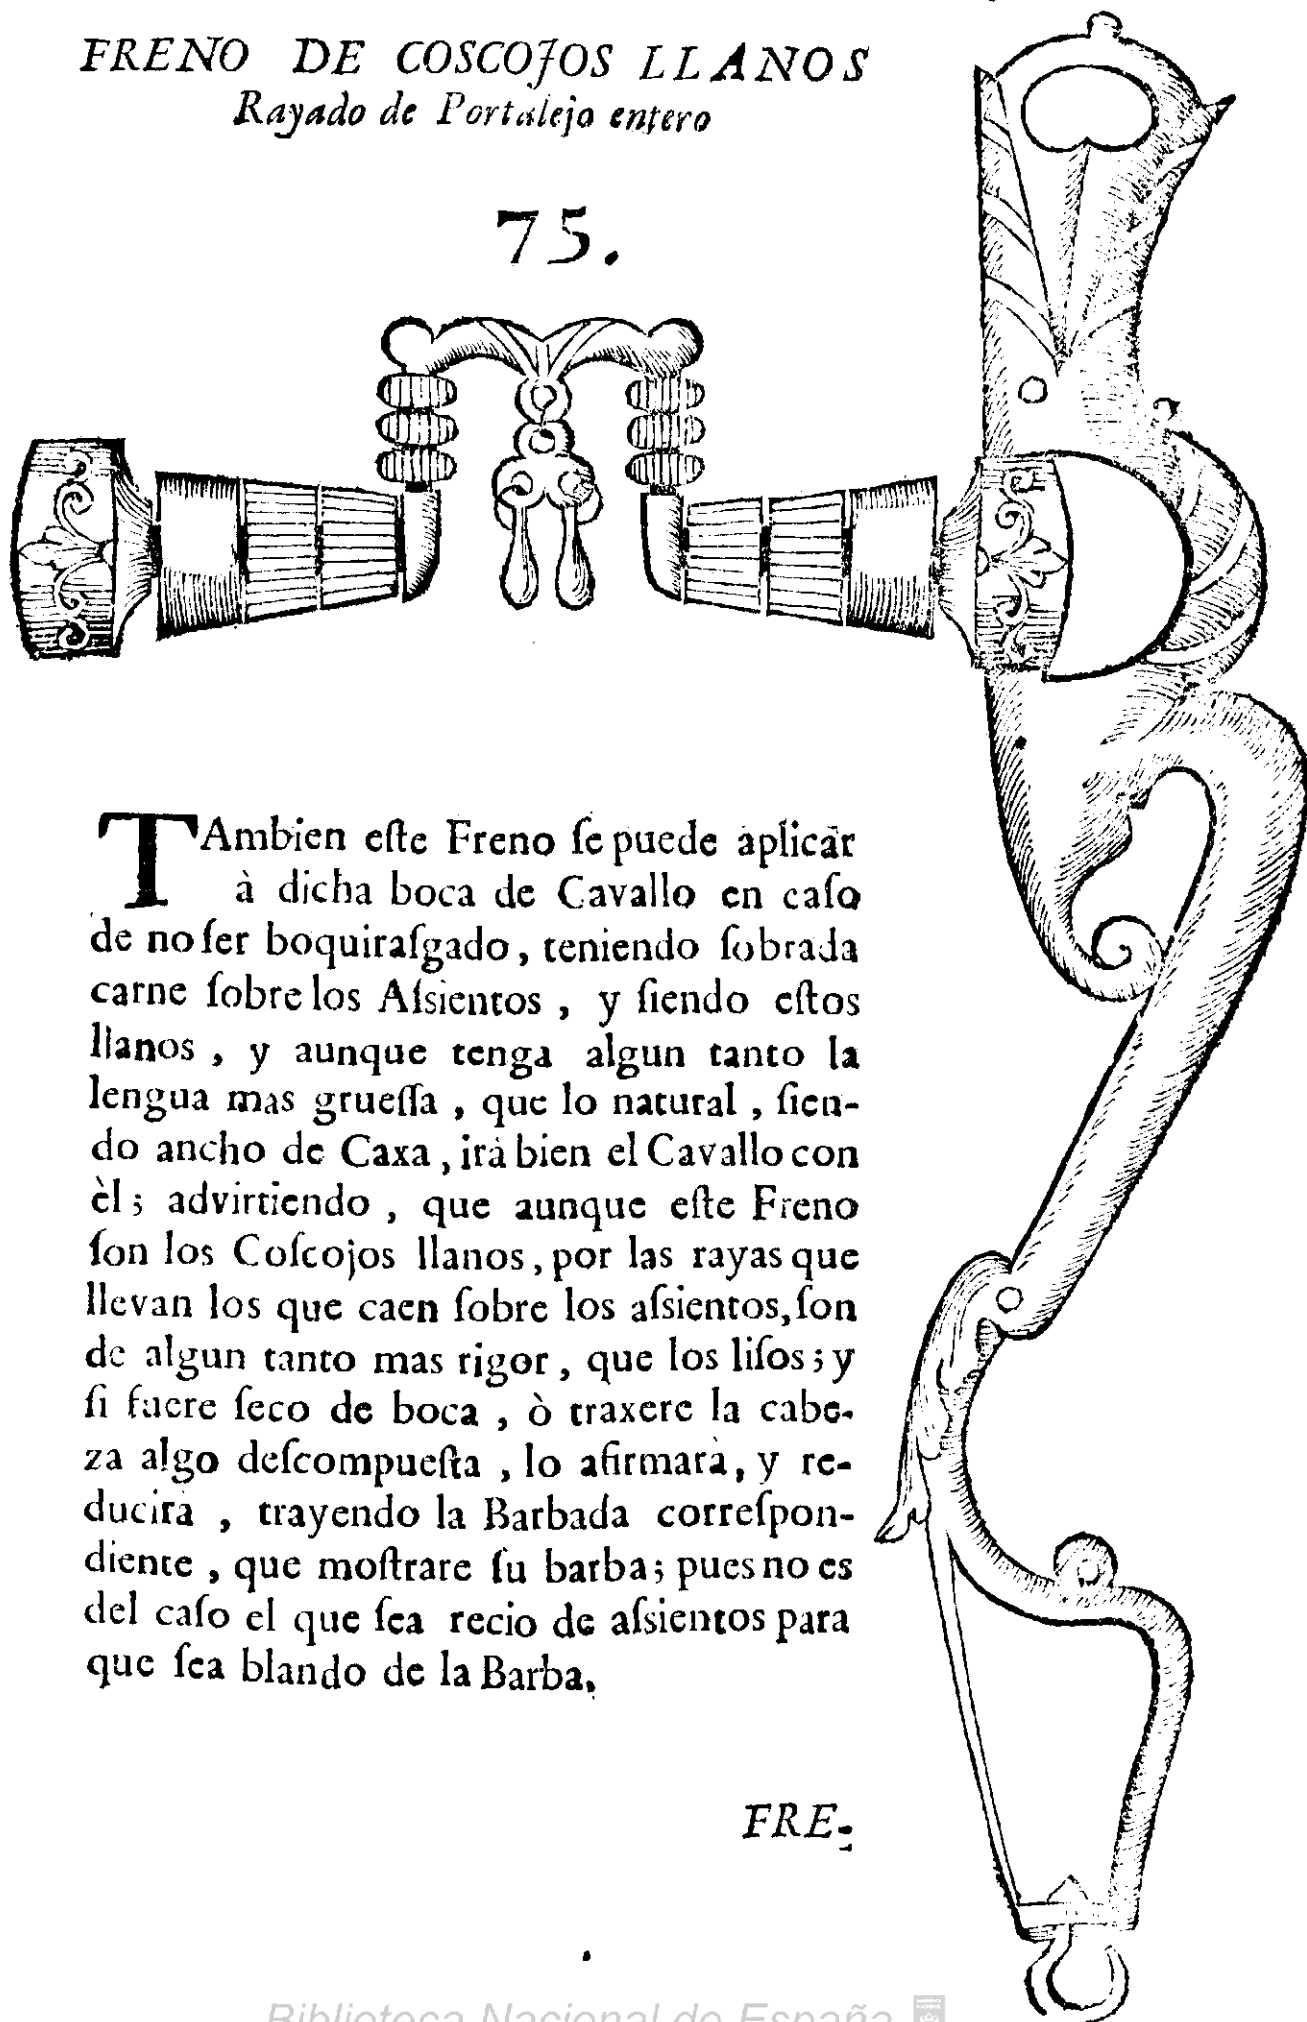 FRENO DE COSCOJOS LLANOS
Rayado de Portalejo entero
75.
TAmbien eſte Freno ſe puede aplicàr
à dicha boca de Cavallo en caſo
de no ſer boquiraſgado, teniendo ſobrada
carne ſobre los Aſsientos, y ſiendo eſtos
llanos, y aunque tenga algun tanto la
lengua mas grueſſa, que lo natural, ſien-
do ancho de Caxa, irà bien el Cavallo con
èl; advirtiendo, que aunque eſte Freno
ſon los Coſcojos llanos, por las rayas que
llevan los que caen ſobre los aſsientos, ſon
de algun tanto mas rigor, que los liſos; y
ſi fuere ſeco de boca, ò traxere la cabe-
za algo deſcompueſta, lo afirmarà, y re-
ducirà, trayendo la Barbada correſpon-
diente, que moſtrare ſu barba; pues no es
del caſo el que ſea recio de aſsientos para
que ſea blando de la Barba.
FRE-
Biblioteca Nacional de España